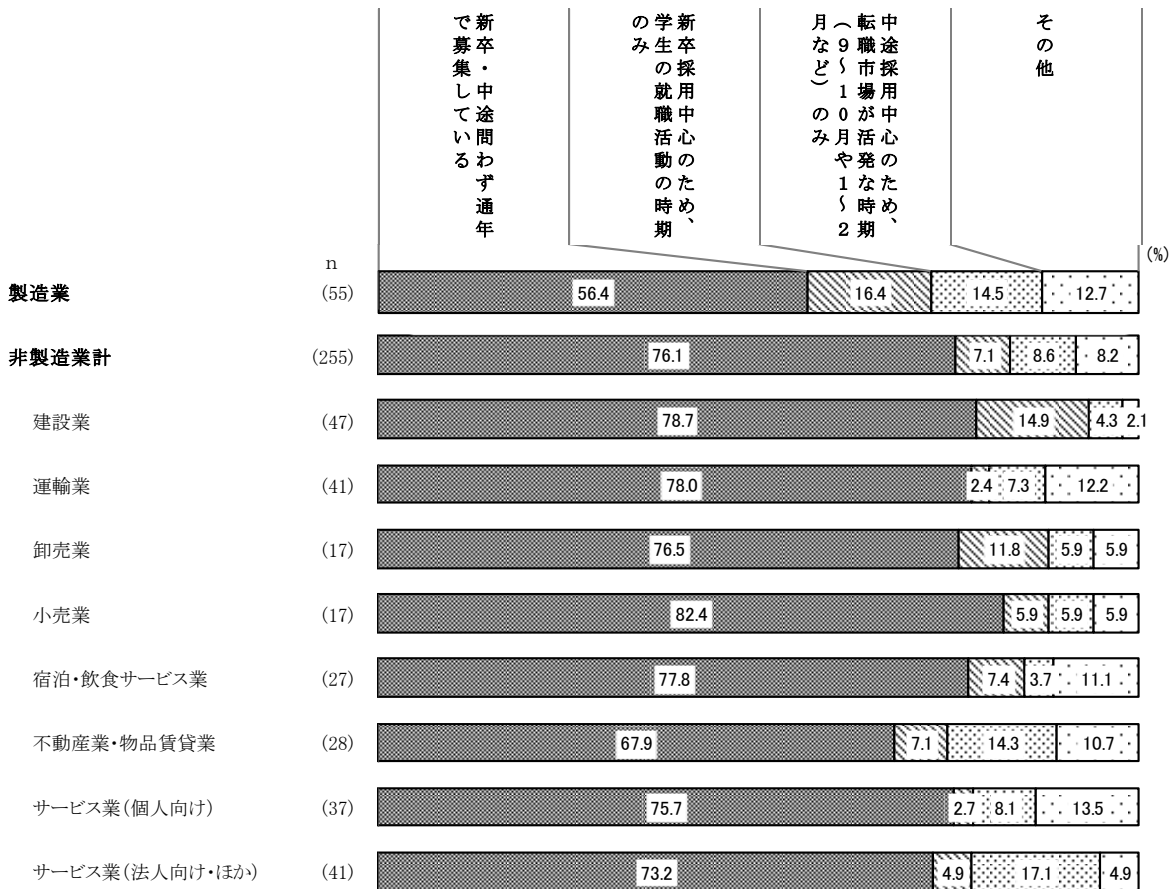 新卒・中途問わず通年
で募集している
新卒採用中心のため、
学生の就職活動の時期
のみ
中途採用中心のため、
転職市場が活発な時期
（9～10月や1～2
月など）のみ
その他
(%)
n
製造業 (55) 56.4 16.4 14.5 12.7
非製造業計 (255) 76.1 7.1 8.6 8.2
建設業 (47) 78.7 14.9 4.3 2.1
運輸業 (41) 78.0 2.4 7.3 12.2
卸売業 (17) 76.5 11.8 5.9 5.9
小売業 (17) 82.4 5.9 5.9 5.9
宿泊・飲食サービス業 (27) 77.8 7.4 3.7 11.1
不動産業・物品賃貸業 (28) 67.9 7.1 14.3 10.7
サービス業（個人向け） (37) 75.7 2.7 8.1 13.5
サービス業（法人向け・ほか） (41) 73.2 4.9 17.1 4.9